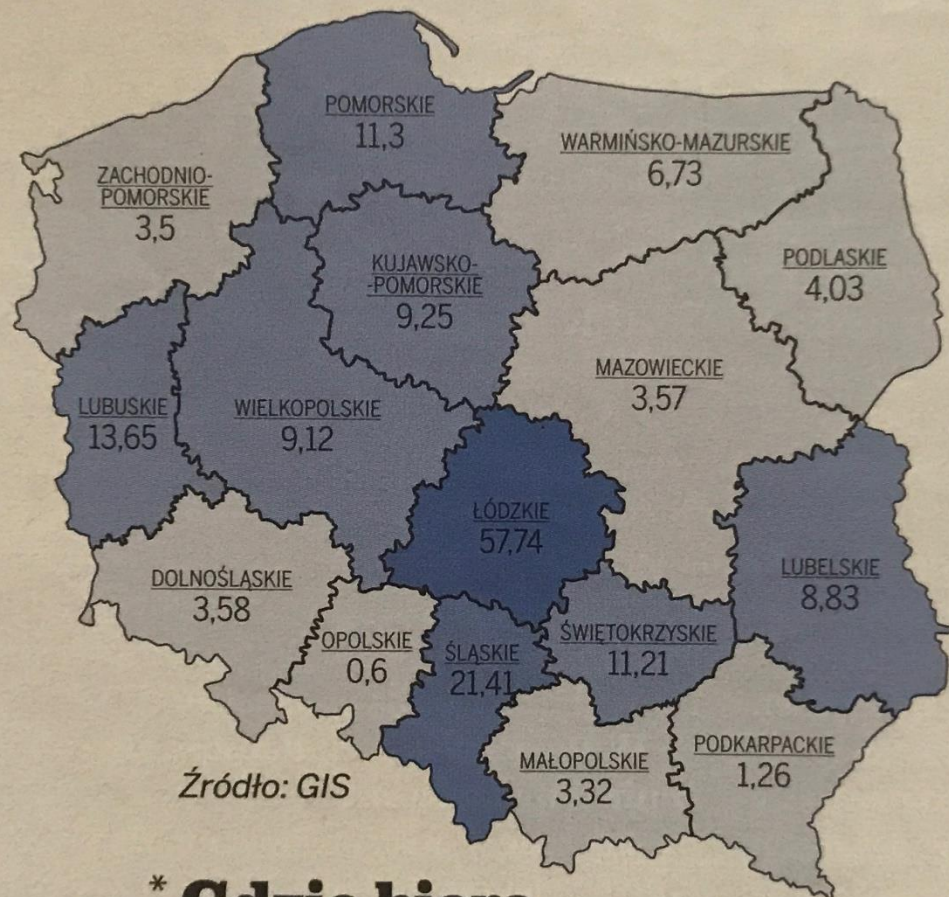 POMORSKIE
11,3
WARMIŃSKO-MAZURSKIE
6,73
ZACHODNIO-
POMORSKIE
3,5
KUJAWSKO-
-POMORSKIE
9,25
PODLASKIE
4,03
MAZOWIECKIE
3,57
LUBUSKIE
13,65
WIELKOPOLSKIE
9,12
ŁÓDZKIE
57,74
LUBELSKIE
8,83
DOLNOŚLĄSKIE
3,58
OPOLSKIE
0,6
ŚLĄSKIE
21,41
ŚWIĘTOKRZYSKIE
11,21
MAŁOPOLSKIE
3,32
PODKARPACKIE
1,26
Źródło: GIS
* Gdzie biorą